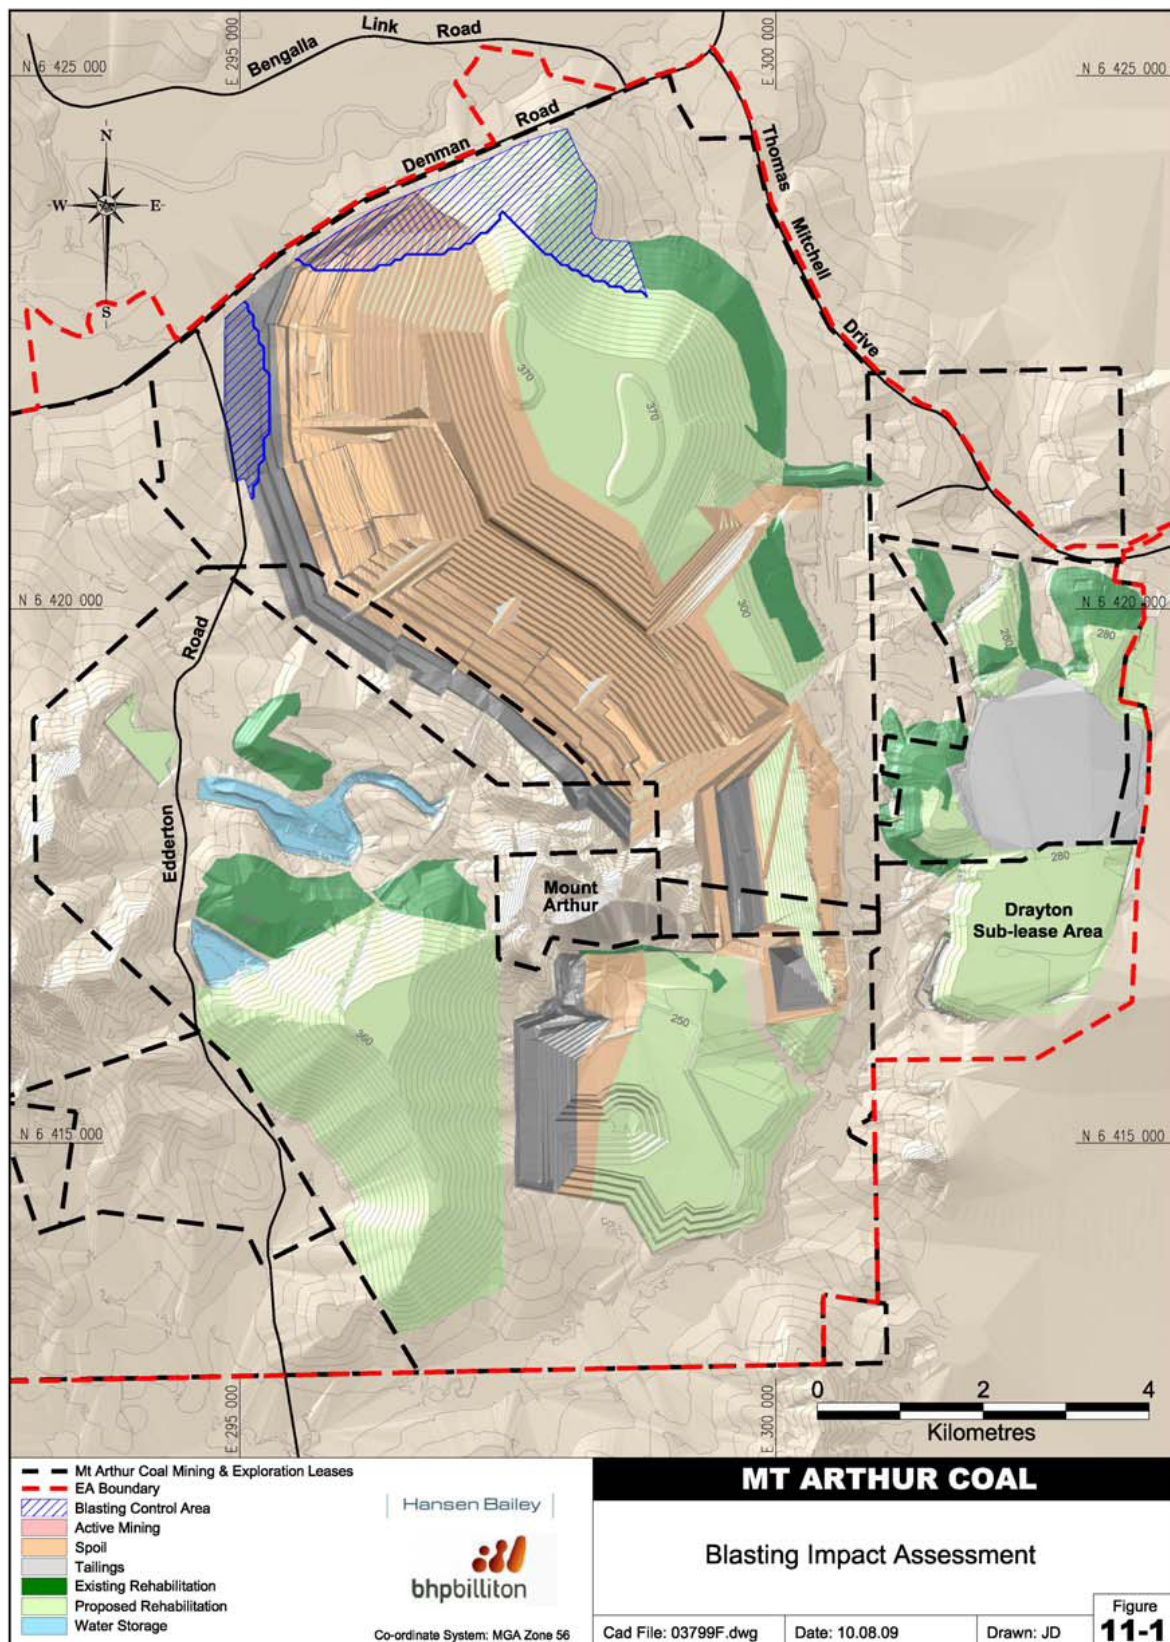 E 295 000
Link
Road
E 300 000
Bengalla
N 6 425 000
N 6 425 000
Road
Denman
Thomas
Mitchell
Drive
N
W
E
S
370
370
N 6 420 000
300
N 6 420 000
Road
280
280
Edderton
280
Mount
Arthur
Drayton
Sub-lease Area
360
250
N 6 415 000
N 6 415 000
E 295 000
E 300 000
0 2 4
Kilometres
Mt Arthur Coal Mining & Exploration Leases
EA Boundary
Blasting Control Area
Active Mining
Spoil
Tailings
Existing Rehabilitation
Proposed Rehabilitation
Water Storage
Hansen Bailey
bhpbilliton
Co-ordinate System: MGA Zone 56
MT ARTHUR COAL
Blasting Impact Assessment
Cad File: 03799F.dwg
Date: 10.08.09
Drawn: JD
Figure
11-1